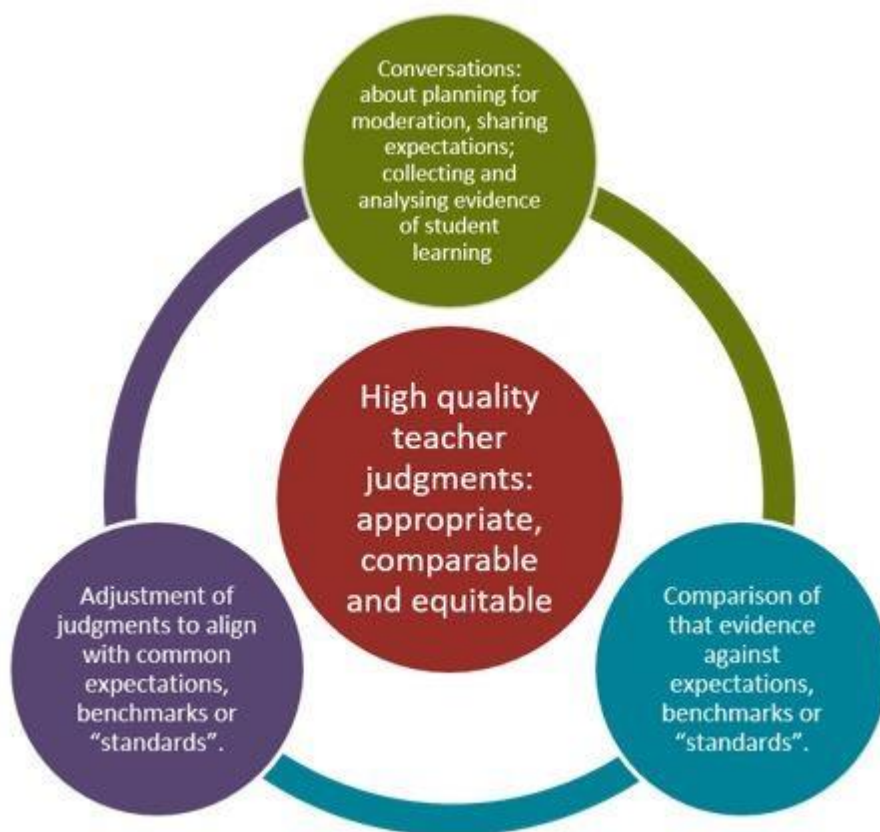 Conversations:
about planning for
moderation, sharing
expectations;
collecting and
analysing evidence
of student
learning
High quality
teacher
judgments:
appropriate,
comparable
and equitable
Adjustment of
judgments to align
with common
expectations,
benchmarks or
“standards”.
Comparison of
that evidence
against
expectations,
benchmarks or
“standards”.